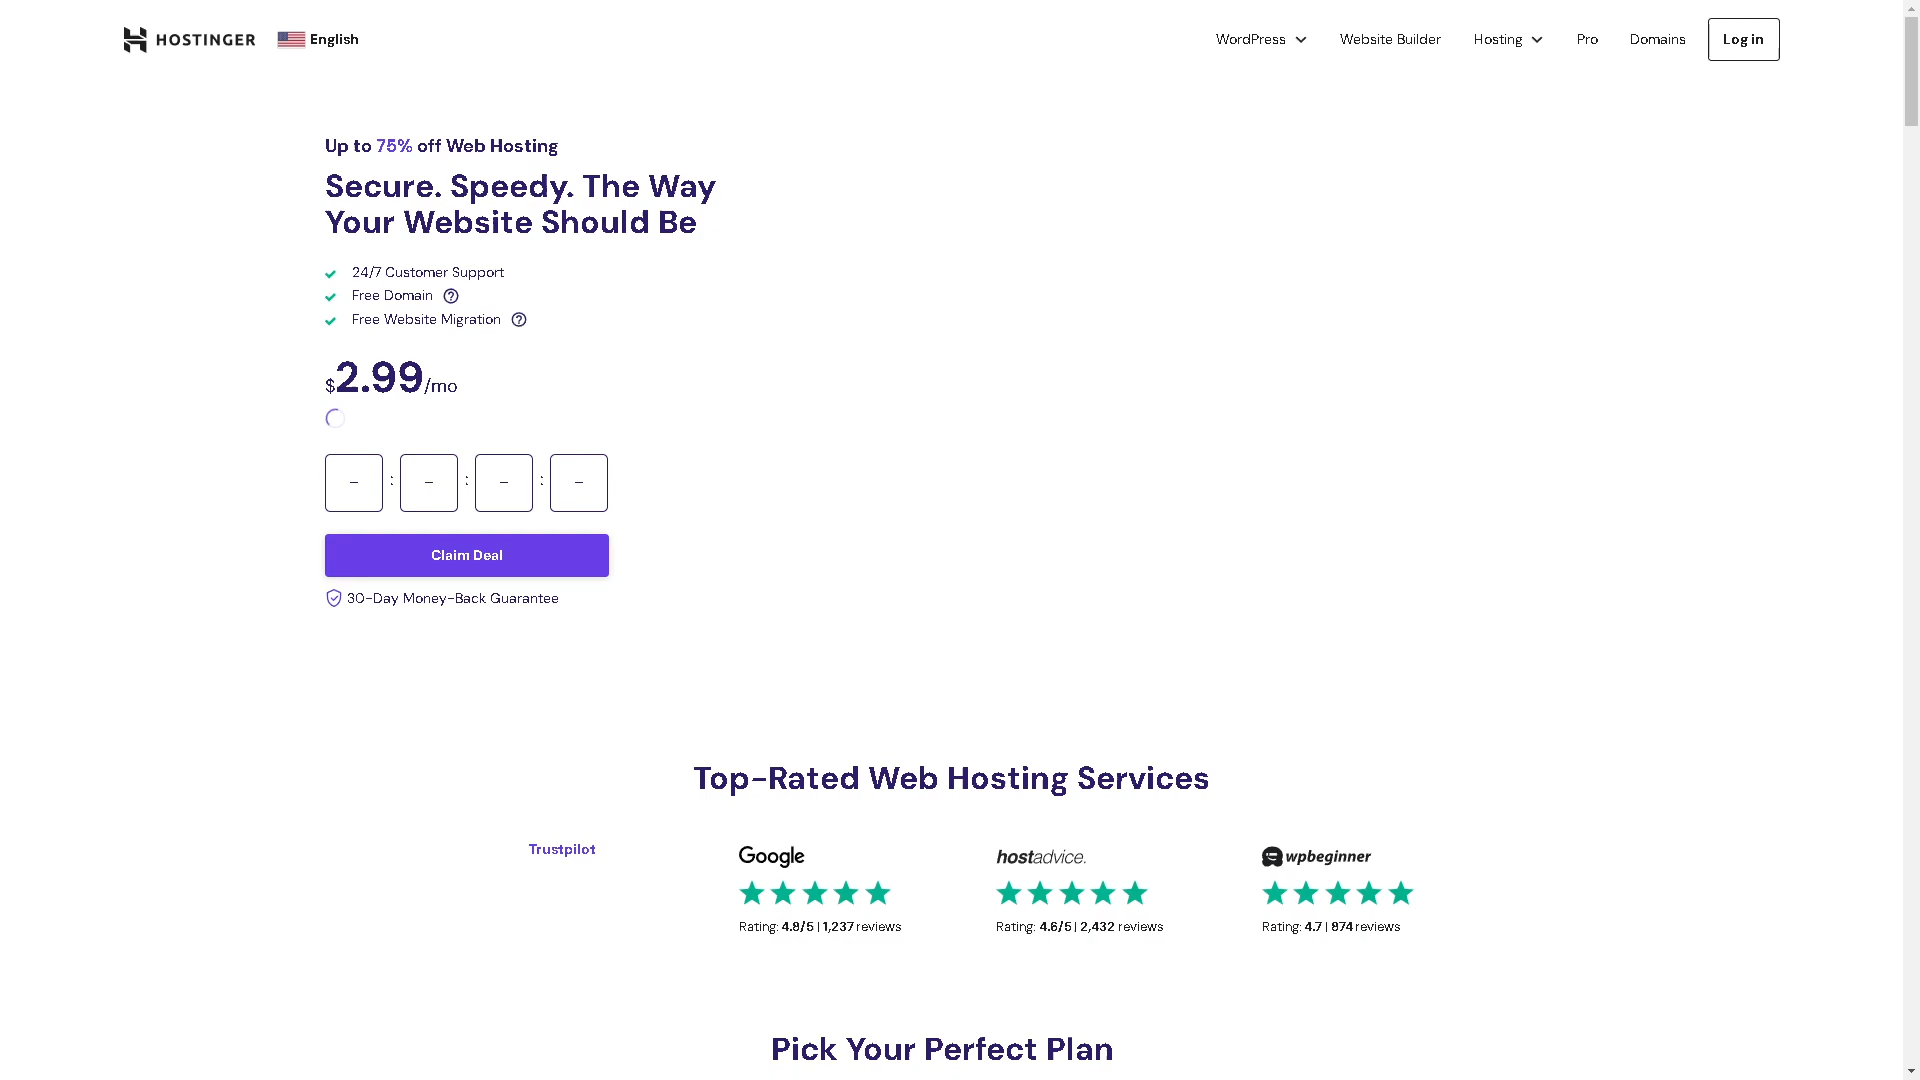 HOSTINGER English WordPress Website Builder Hosting Pro Domains Log in
Up to 75% off Web Hosting
Secure. Speedy. The Way
Your Website Should Be
24/7 Customer Support
Free Domain
Free Website Migration
$2.99/mo
- : - : - : -
Claim Deal
30-Day Money-Back Guarantee
Top-Rated Web Hosting Services
Trustpilot
Google
Rating: 4.8/5 | 1,237 reviews
hostadvice.
Rating: 4.6/5 | 2,432 reviews
wpbeginner
Rating: 4.7 | 974 reviews
Pick Your Perfect Plan